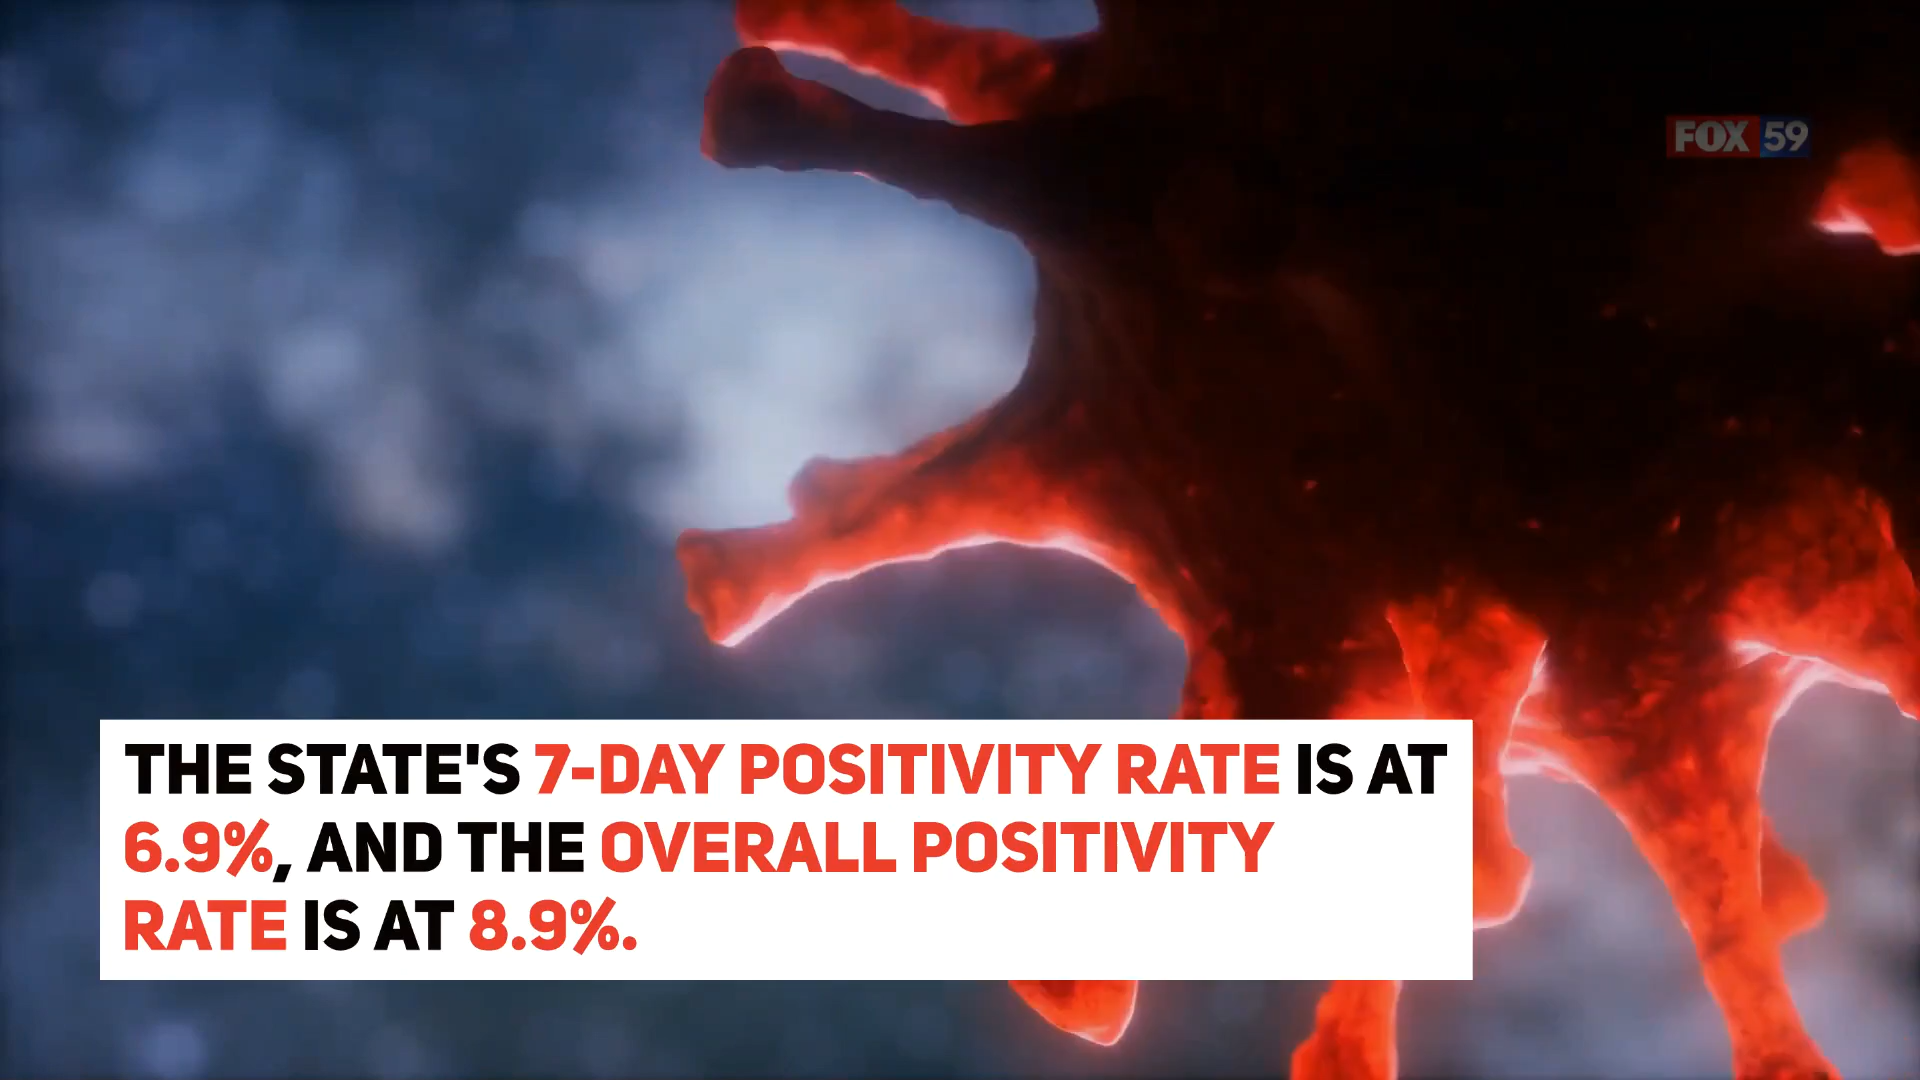 FOX 59
THE STATE'S 7-DAY POSITIVITY RATE IS AT
6.9%, AND THE OVERALL POSITIVITY
RATE IS AT 8.9%.